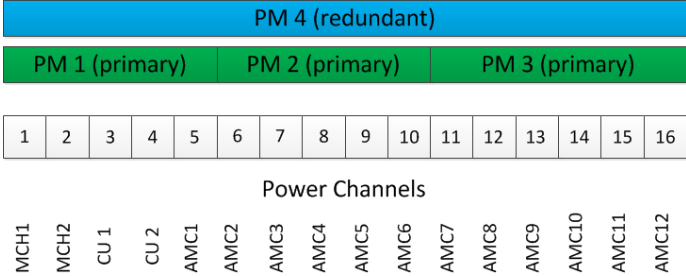 PM 4 (redundant)
PM 1 (primary) PM 2 (primary) PM 3 (primary)
1 2 3 4 5 6 7 8 9 10 11 12 13 14 15 16
Power Channels
MCH1 MCH2 CU 1 CU 2 AMC1 AMC2 AMC3 AMC4 AMC5 AMC6 AMC7 AMC8 AMC9 AMC10 AMC11 AMC12